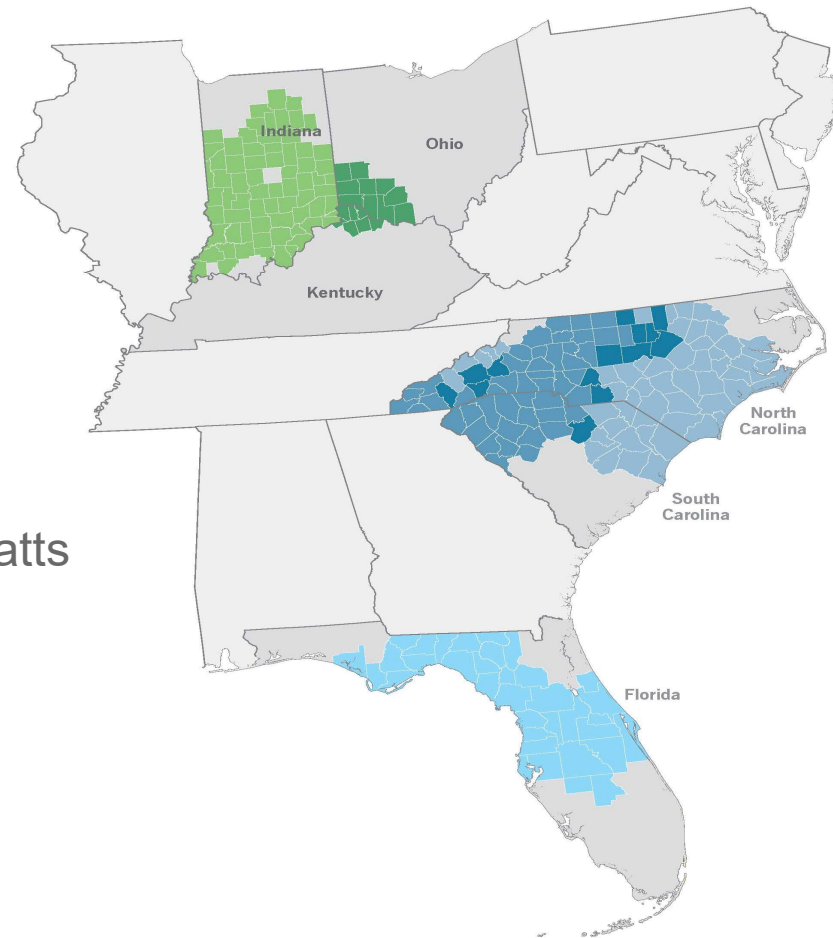 Indiana
Ohio
Kentucky
North
Carolina
South
Carolina
atts
Florida